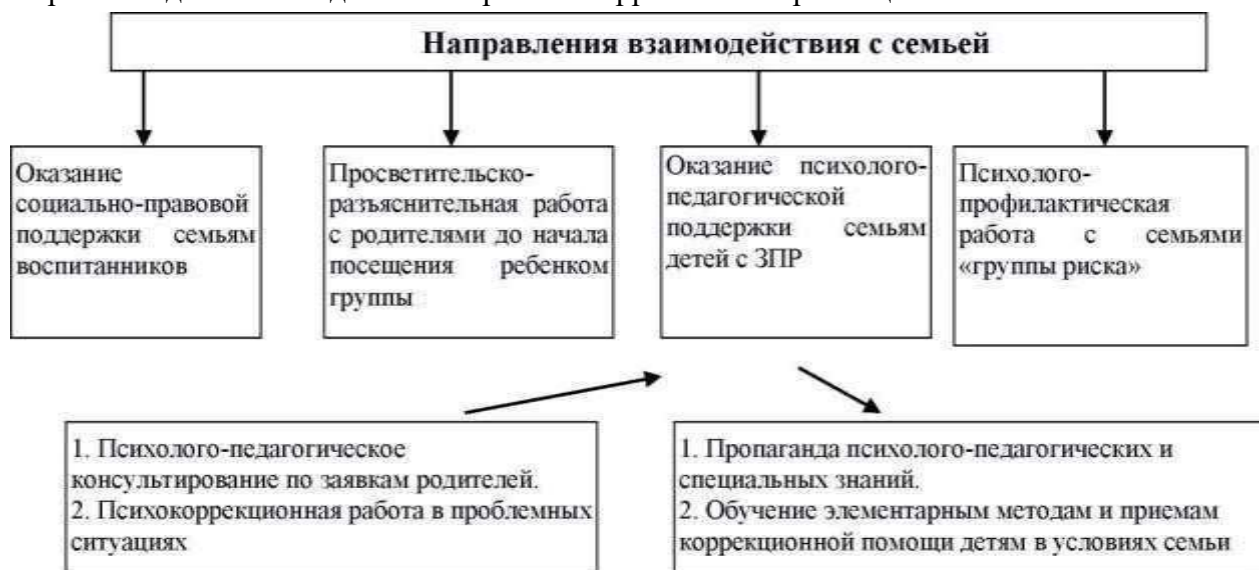 Направления взаимодействия с семьей
Оказание
социально-правовой
поддержки семьям
воспитанников
Просветительско-
разъяснительная работа
с родителями до начала
посещения ребенком
группы
Оказание психолого-
педагогической
поддержки семьям
детей с ЗПР
Психолого-
профилактическая
работа с семьями
«группы риска»
1. Психолого-педагогическое
консультирование по заявкам родителей.
2. Психокоррекционная работа в проблемных
ситуациях
1. Пропаганда психолого-педагогических и
специальных знаний.
2. Обучение элементарным методам и приемам
коррекционной помощи детям в условиях семьи